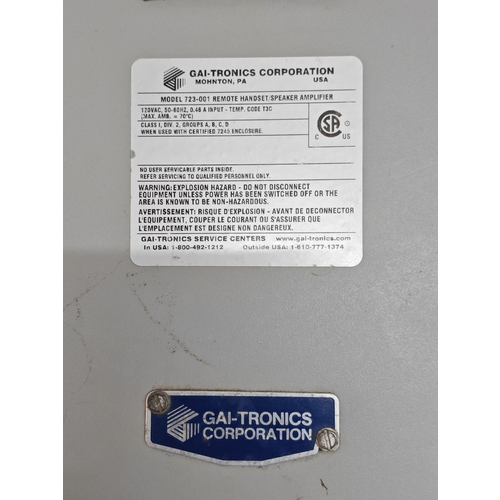 GAI-TRONICS CORPORATION
MOHNTON, PA USA
MODEL 723-001 REMOTE HANDSET/SPEAKER AMPLIFIER
120VAC, 50-60HZ, 0.46 A INPUT - TEMP. CODE T3C
(MAX. AMB. = 70°C)
CLASS I, DIV. 2, GROUPS A, B, C, D
WHEN USED WITH CERTIFIED 7245 ENCLOSURE.
CSA
®
C US
NO USER SERVICABLE PARTS INSIDE.
REFER SERVICING TO QUALIFIED PERSONNEL ONLY.
WARNING: EXPLOSION HAZARD - DO NOT DISCONNECT
EQUIPMENT UNLESS POWER HAS BEEN SWITCHED OFF OR THE
AREA IS KNOWN TO BE NON-HAZARDOUS.
AVERTISSEMENT: RISQUE D'EXPLOSION - AVANT DE DECONNECTOR
L'EQUIPEMENT, COUPER LE COURANT OU S'ASSURER QUE
L'EMPLACEMENT EST DESIGNE NON DANGEREUX.
GAI-TRONICS SERVICE CENTERS www.gai-tronics.com
In USA: 1-800-492-1212 Outside USA: 1-610-777-1374
GAI-TRONICS
CORPORATION